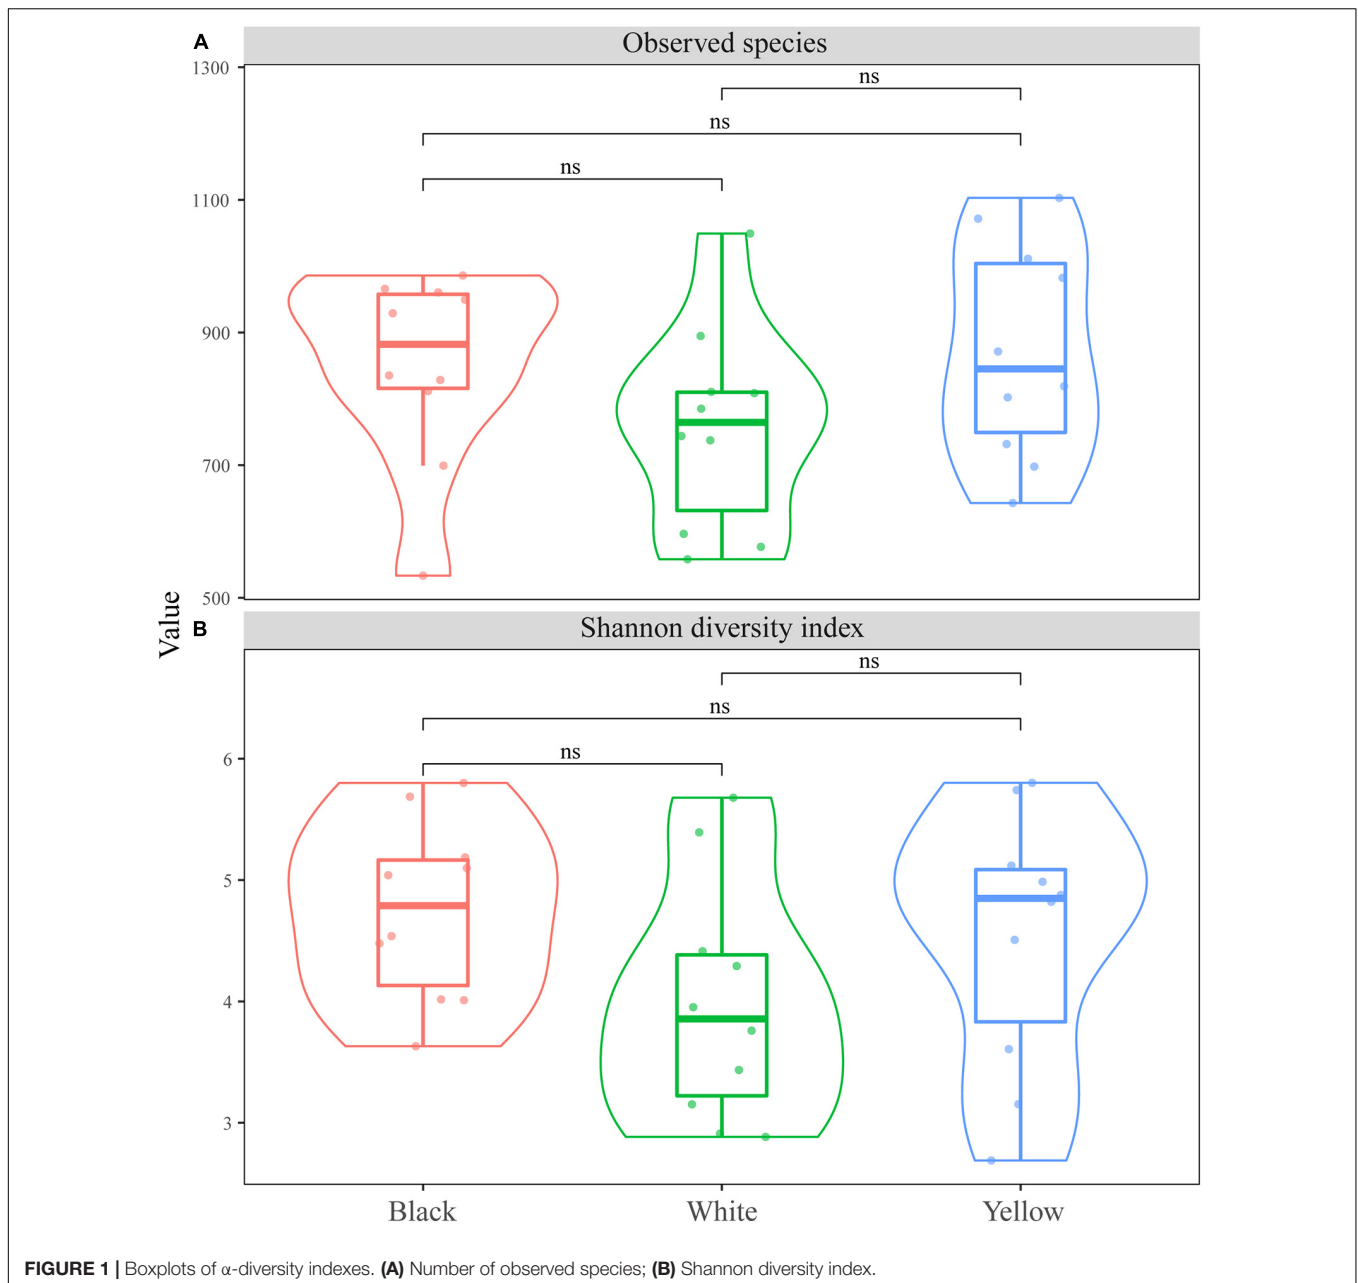 A
Observed species
1300
ns
ns
ns
1100
900
700
500
Value
B
Shannon diversity index
ns
ns
ns
6
5
4
3
Black White Yellow
FIGURE 1 | Boxplots of α-diversity indexes. (A) Number of observed species; (B) Shannon diversity index.